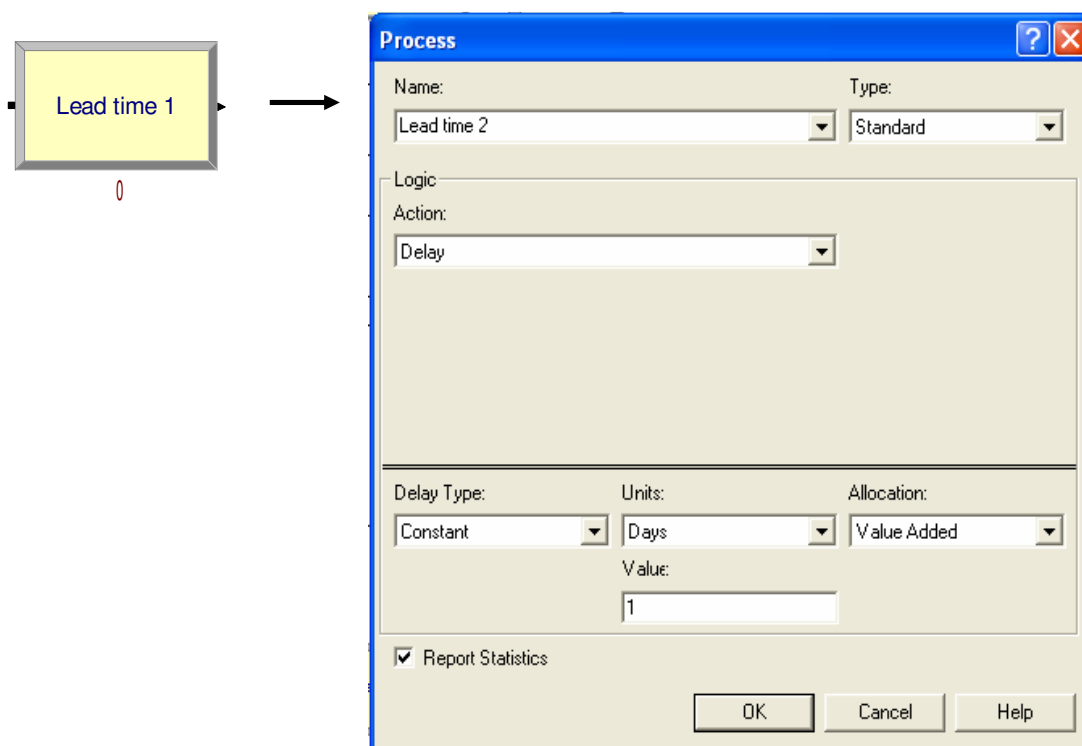 Lead time 1
0
Process
Name:
Type:
Lead time 2
Standard
Logic
Action:
Delay
Delay Type:
Units:
Allocation:
Constant
Days
Value Added
Value:
1
Report Statistics
OK
Cancel
Help